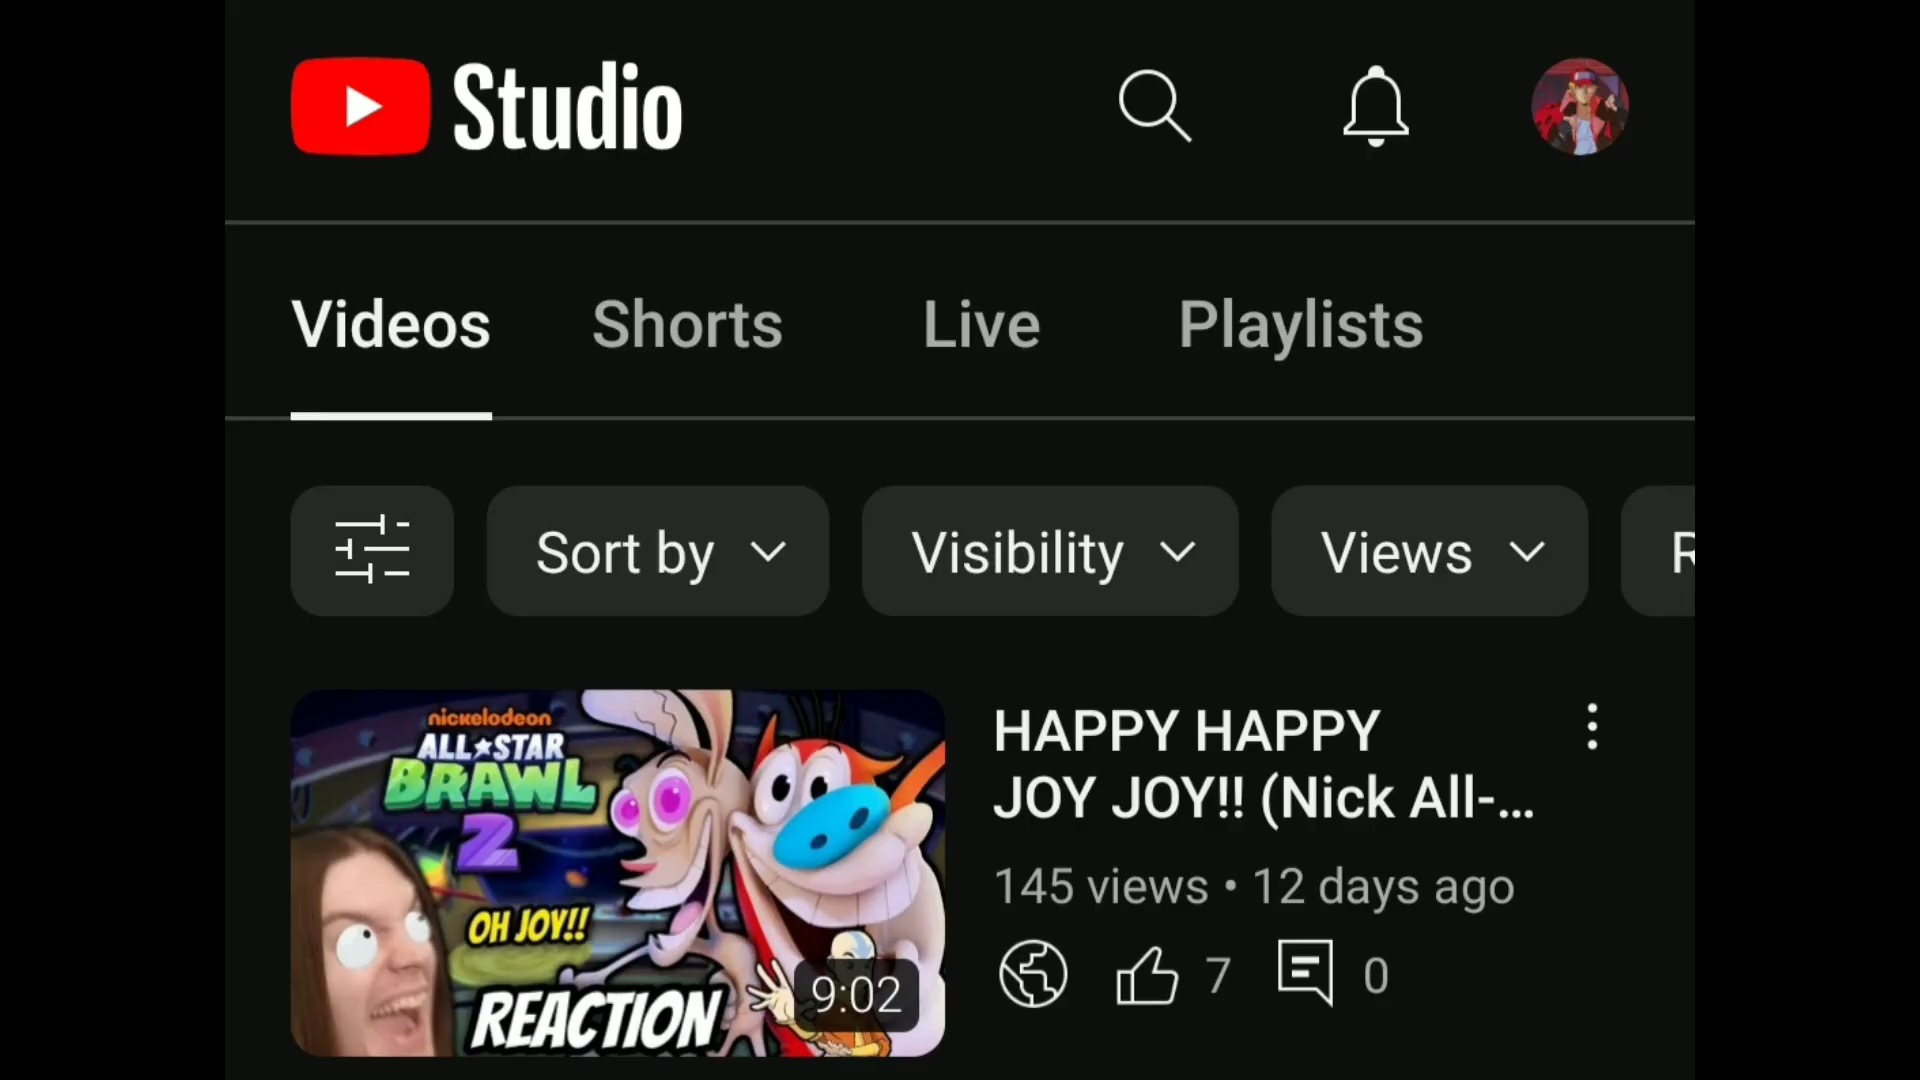 Studio
Videos Shorts Live Playlists
Sort by Visibility Views R
nickelodeon
ALL★STAR
BRAWL
2
OH JOY!!
REACTION
9:02
HAPPY HAPPY
JOY JOY!! (Nick All-...
145 views • 12 days ago
7 0